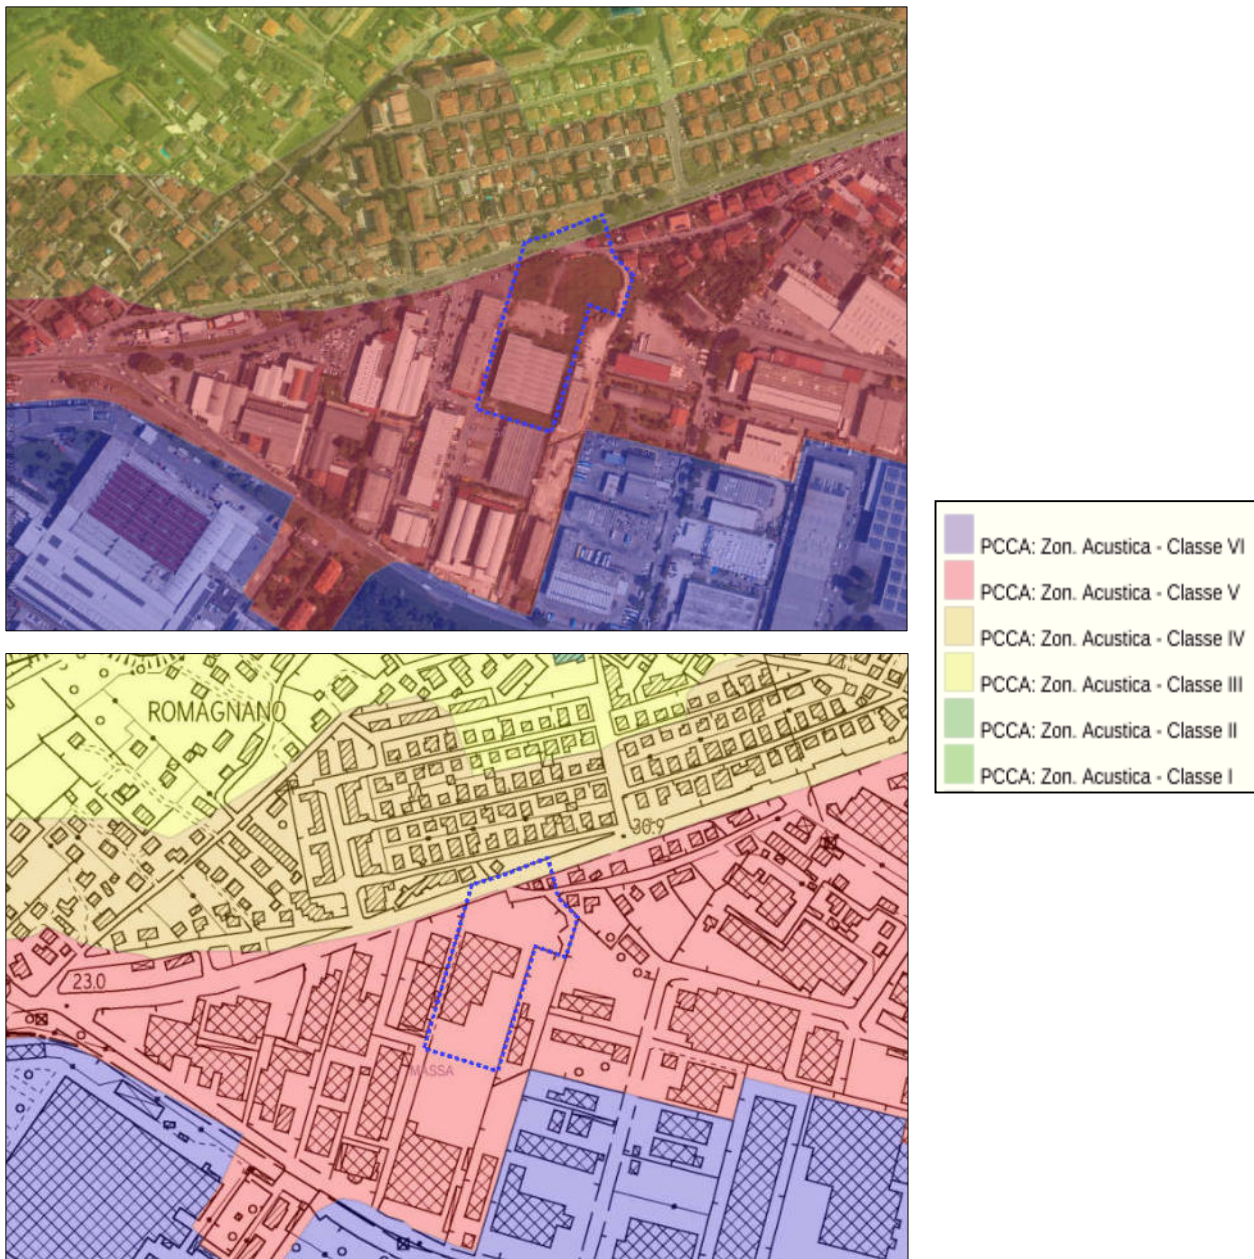 PCCA: Zon. Acustica - Classe VI
PCCA: Zon. Acustica - Classe V
PCCA: Zon. Acustica - Classe IV
PCCA: Zon. Acustica - Classe III
PCCA: Zon. Acustica - Classe II
PCCA: Zon. Acustica - Classe I
ROMAGNANO
30.9
23.0
MASSA